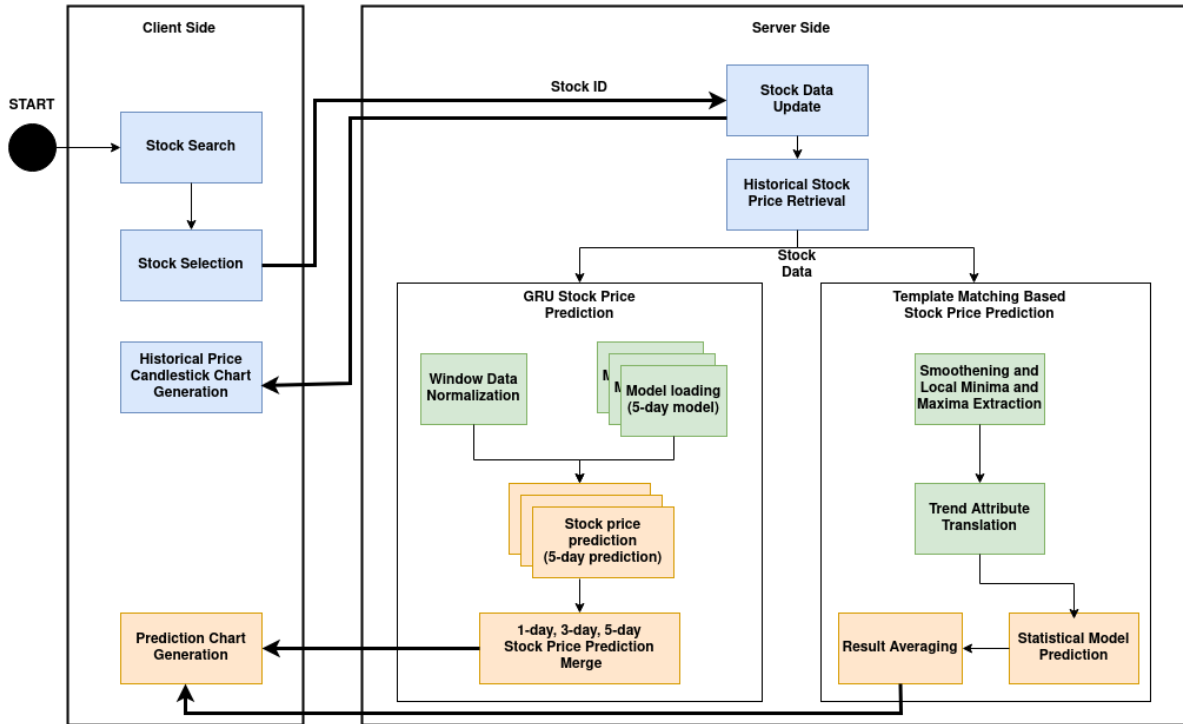 Client Side
Server Side
START
Stock Search
Stock Selection
Historical Price
Candlestick Chart
Generation
Prediction Chart
Generation
Stock ID
Stock Data
Update
Historical Stock
Price Retrieval
Stock
Data
GRU Stock Price
Prediction
Window Data
Normalization
M
M
Model loading
(5-day model)
Stock price
prediction
(5-day prediction)
1-day, 3-day, 5-day
Stock Price Prediction
Merge
Template Matching Based
Stock Price Prediction
Smoothening and
Local Minima and
Maxima Extraction
Trend Attribute
Translation
Statistical Model
Prediction
Result Averaging